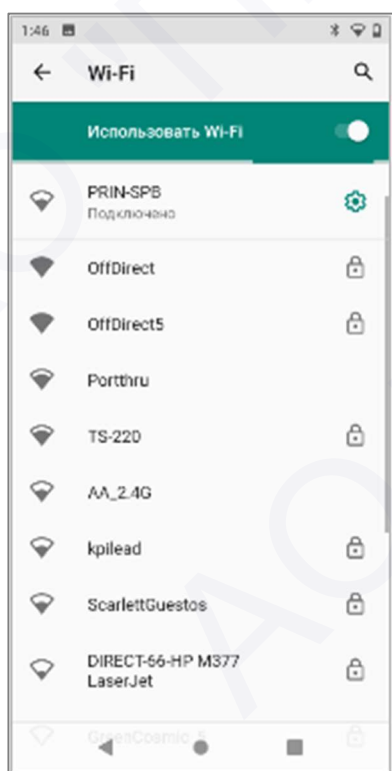 1:46
Wi-Fi
Использовать Wi-Fi
PRIN-SPB
Подключено
OffDirect
OffDirect5
Portthru
TS-220
AA_2.4G
kpilead
ScarlettGuestos
DIRECT-66-HP M377
LaserJet
GreenCosmic_5